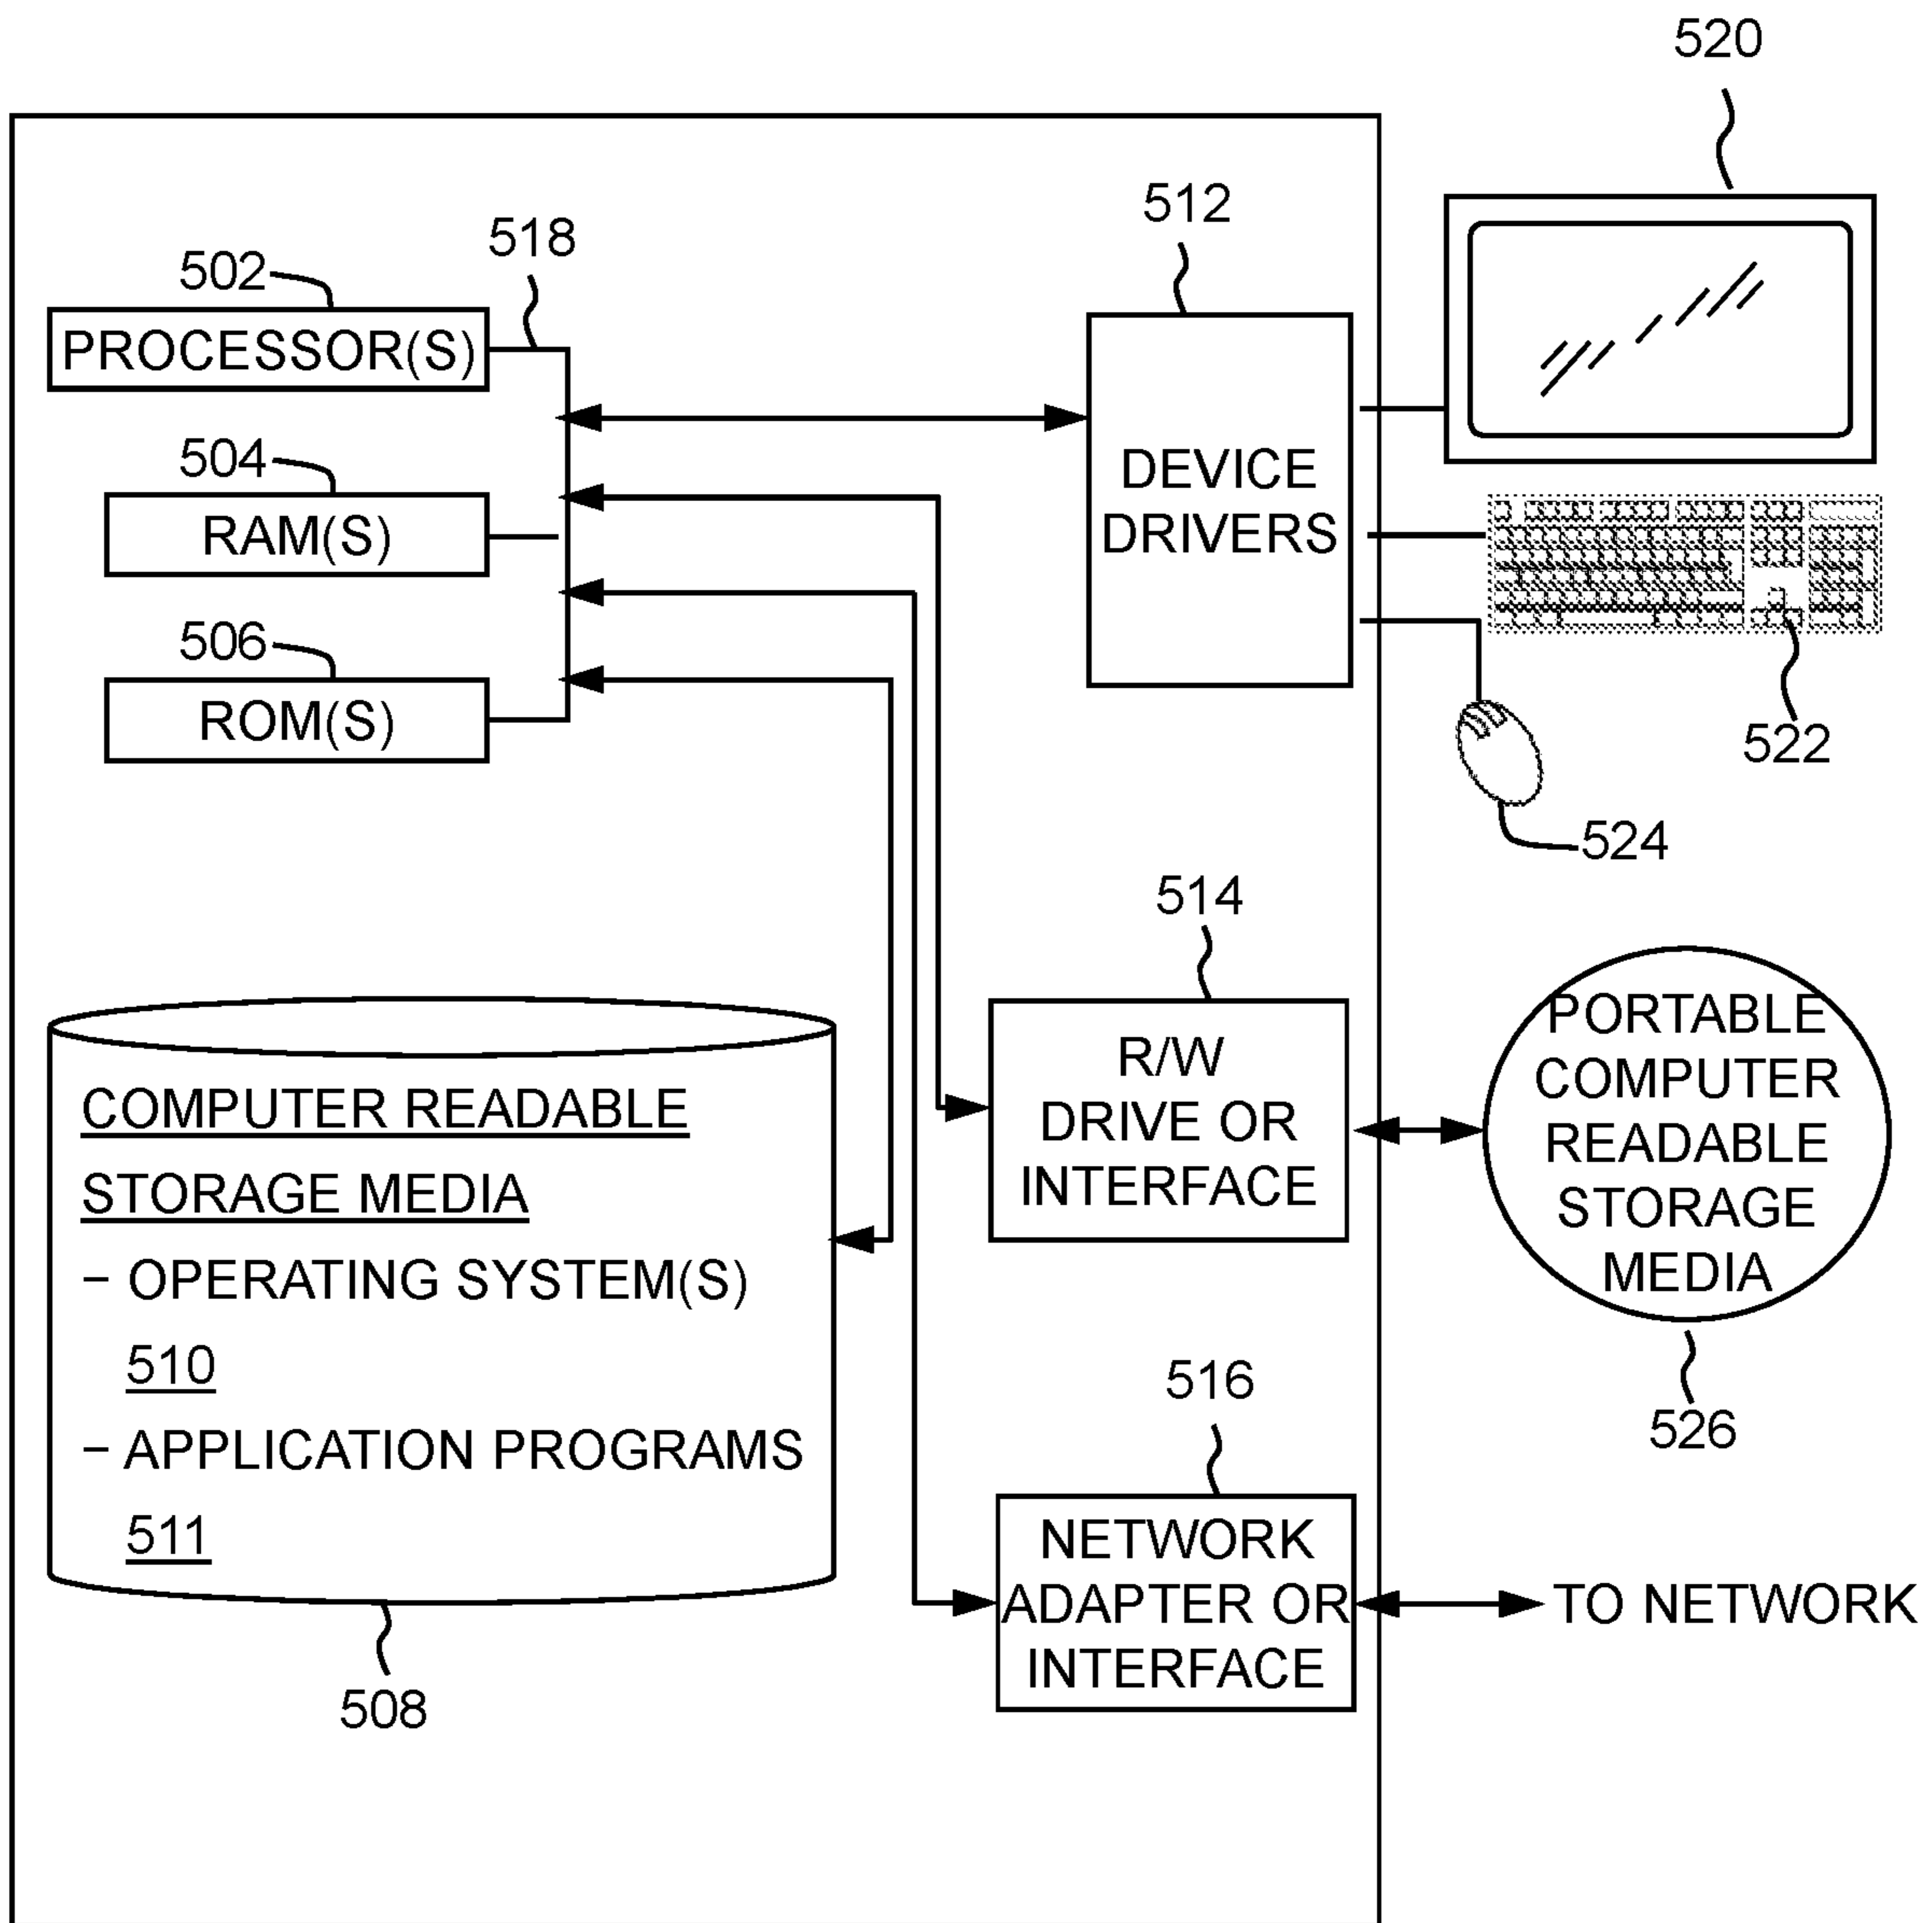 520
512
518
502
PROCESSOR(S)
504
RAM(S)
506
ROM(S)
DEVICE
DRIVERS
522
524
514
R/W
DRIVE OR
INTERFACE
PORTABLE
COMPUTER
READABLE
STORAGE
MEDIA
526
COMPUTER READABLE
STORAGE MEDIA
– OPERATING SYSTEM(S)
510
– APPLICATION PROGRAMS
511
508
516
NETWORK
ADAPTER OR
INTERFACE
TO NETWORK